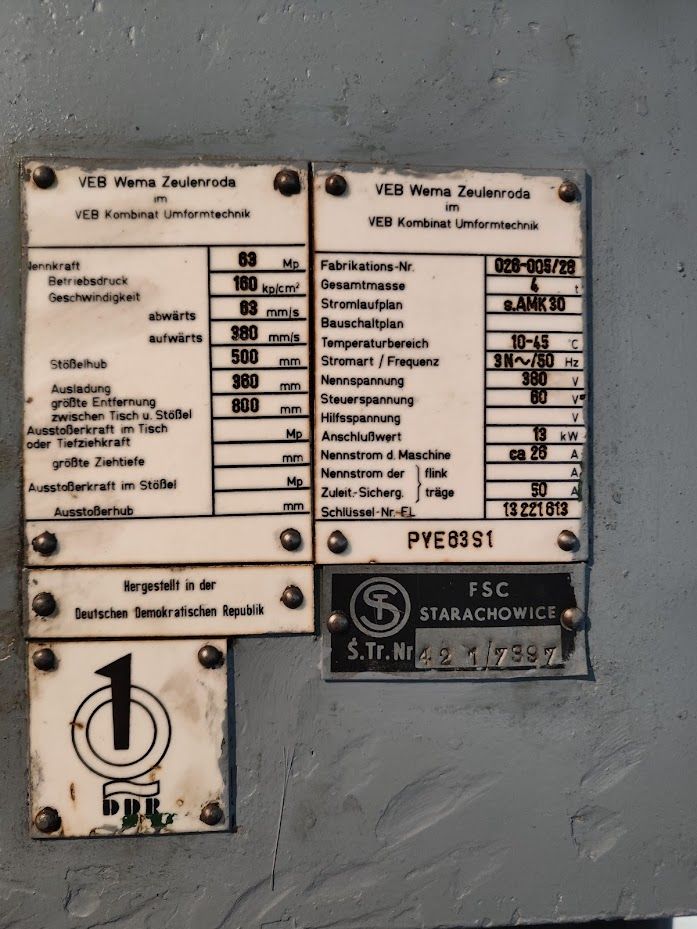 VEB Wema Zeulenroda
im
VEB Kombinat Umformtechnik
Nennkraft 63 Mp
Betriebsdruck 160 kp/cm²
Geschwindigkeit
abwärts 63 mm/s
aufwärts 380 mm/s
Stößelhub 500 mm
Ausladung 360 mm
größte Entfernung
zwischen Tisch u. Stößel 800 mm
Ausstoßerkraft im Tisch
oder Tiefziehkraft Mp
größte Ziehtiefe mm
Ausstoßerkraft im Stößel Mp
Ausstoßerhub mm
VEB Wema Zeulenroda
im
VEB Kombinat Umformtechnik
Fabrikations-Nr. 026-005/26
Gesamtmasse 4 t
Stromlaufplan s.AMK30
Bauschaltplan
Temperaturbereich 10-45 °C
Stromart / Frequenz 3N~/50 Hz
Nennspannung 380 V
Steuerspannung 60 V
Hilfsspannung V
Anschlußwert 13 kW
Nennstrom d. Maschine ca 26 A
Nennstrom der flink A
Zuleit.-Sicherg. träge 50 A
Schlüssel-Nr.-EL 13221613
PYE63S1
Hergestellt in der
Deutschen Demokratischen Republik
FSC
STARACHOWICE
Ś.Tr.Nr 421/7997
1
DDR